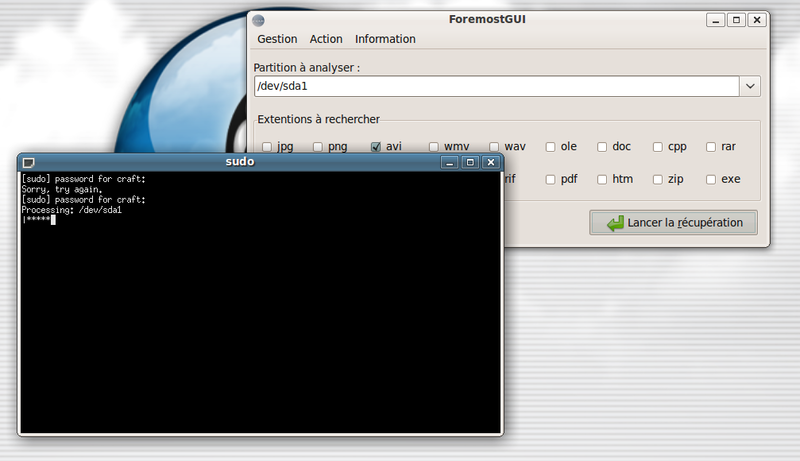 ForemostGUI
Gestion Action Information
Partition à analyser :
/dev/sda1
Extentions à rechercher
jpg png avi wmv wav ole doc cpp rar
pdf htm zip exe
Lancer la récupération
sudo
[sudo] password for craft:
Sorry, try again.
[sudo] password for craft:
Processing: /dev/sda1
|*****